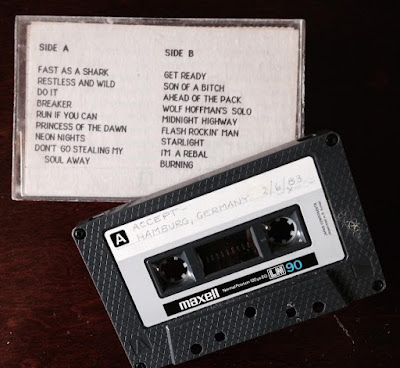 SIDE A
FAST AS A SHARK
RESTLESS AND WILD
DO IT
BREAKER
RUN IF YOU CAN
PRINCESS OF THE DAWN
NEON NIGHTS
DON'T GO STEALING MY
SOUL AWAY
SIDE B
GET READY
SON OF A BITCH
AHEAD OF THE PACK
WOLF HOFFMAN'S SOLO
MIDNIGHT HIGHWAY
FLASH ROCKIN' MAN
STARLIGHT
I'M A REBAL
BURNING
A
ACCEPT -
HAMBURG, GERMANY 2/6/83
maxell
LN 90